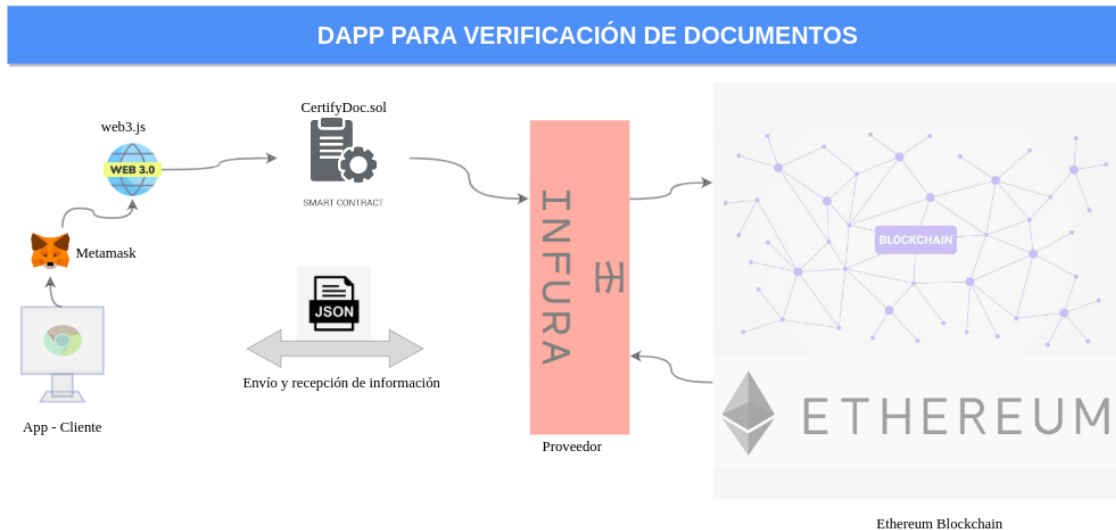 DAPP PARA VERIFICACIÓN DE DOCUMENTOS
CertifyDoc.sol
web3.js
WEB 3.0
SMART CONTRACT
Metamask
JSON
Envío y recepción de información
App - Cliente
INFURA
Proveedor
BLOCKCHAIN
ETHEREUM
Ethereum Blockchain